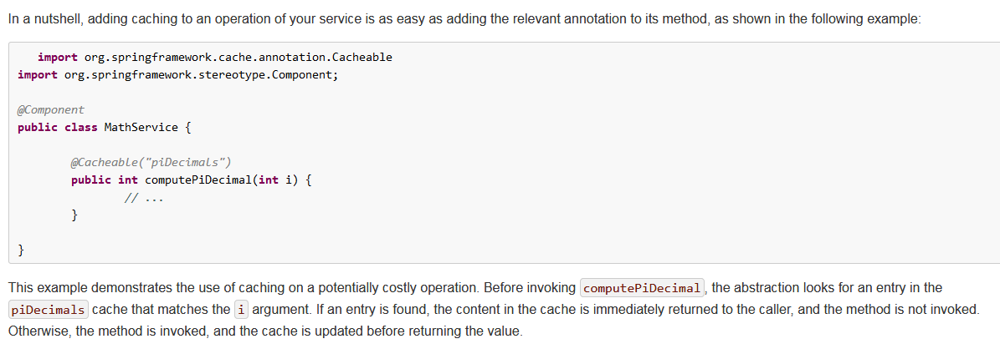 In a nutshell, adding caching to an operation of your service is as easy as adding the relevant annotation to its method, as shown in the following example:
import org.springframework.cache.annotation.Cacheable
import org.springframework.stereotype.Component;
@Component
public class MathService {
@Cacheable("piDecimals")
public int computePiDecimal(int i) {
// ...
}
}
This example demonstrates the use of caching on a potentially costly operation. Before invoking computePiDecimal, the abstraction looks for an entry in the
piDecimals cache that matches the i argument. If an entry is found, the content in the cache is immediately returned to the caller, and the method is not invoked.
Otherwise, the method is invoked, and the cache is updated before returning the value.